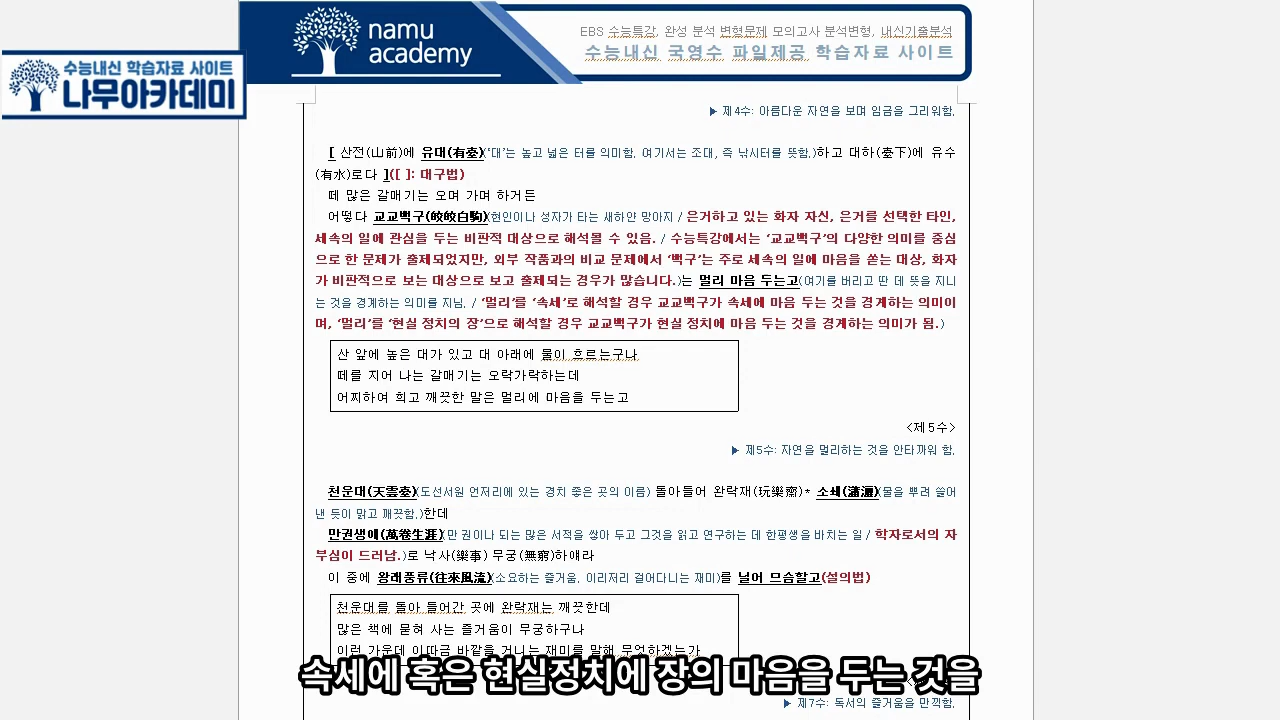 namu
academy
EBS 수능특강, 완성 분석 변형문제 모의고사 분석변형, 내신기출분석
수능내신 국영수 파일제공 학습자료 사이트
수능내신 학습자료 사이트
나무아카데미
▶ 제4수: 아름다운 자연을 보며 임금을 그리워함.
[ 산전(山前)에 유대(有臺)('대'는 높고 넓은 터를 의미함. 여기서는 조대, 즉 낚시터를 뜻함.)하고 대하(臺下)에 유수
(有水)로다 ]([ ]: 대구법)
떼 많은 갈매기는 오며 가며 하거든
어떻다 교교백구(皎皎白駒)(현인이나 성자가 타는 새하얀 망아지 / 은거하고 있는 화자 자신, 은거를 선택한 타인,
세속의 일에 관심을 두는 비판적 대상으로 해석될 수 있음. / 수능특강에서는 '교교백구'의 다양한 의미를 중심
으로 한 문제가 출제되었지만, 외부 작품과의 비교 문제에서 '백구'는 주로 세속의 일에 마음을 쏟는 대상, 화자
가 비판적으로 보는 대상으로 보고 출제되는 경우가 많습니다.)는 멀리 마음 두는고(여기를 버리고 딴 데 뜻을 지니
는 것을 경계하는 의미를 지님. / '멀리'를 '속세'로 해석할 경우 교교백구가 속세에 마음 두는 것을 경계하는 의미이
며, '멀리'를 '현실 정치의 장'으로 해석할 경우 교교백구가 현실 정치에 마음 두는 것을 경계하는 의미가 됨.)
산 앞에 높은 대가 있고 대 아래에 물이 흐르는구나
떼를 지어 나는 갈매기는 오락가락하는데
어찌하여 희고 깨끗한 말은 멀리에 마음을 두는고
<제5수>
▶ 제5수: 자연을 멀리하는 것을 안타까워 함.
천운대(天雲臺)(도선서원 언저리에 있는 경치 좋은 곳의 이름) 돌아들어 완락재(玩樂齋)* 소쇄(瀟灑)(물을 뿌려 쓸어
낸 듯이 맑고 깨끗함.)한데
만권생애(萬卷生涯)(만 권이나 되는 많은 서적을 쌓아 두고 그것을 읽고 연구하는 데 한평생을 바치는 일 / 학자로서의 자
부심이 드러남.)로 낙사(樂事) 무궁(無窮)하얘라
이 중에 왕래풍류(往來風流)(소요하는 즐거움. 이리저리 걸어다니는 재미)를 닐어 므슴할고(설의법)
천운대를 돌아 들어간 곳에 완락재는 깨끗한데
많은 책에 묻혀 사는 즐거움이 무궁하구나
이런 가운데 이따금 바깥을 거니는 재미를 말해 무엇하겠는가
속세에 혹은 현실정치에 장의 마음을 두는 것을
▶ 제7수: 독서의 즐거움을 만끽함.